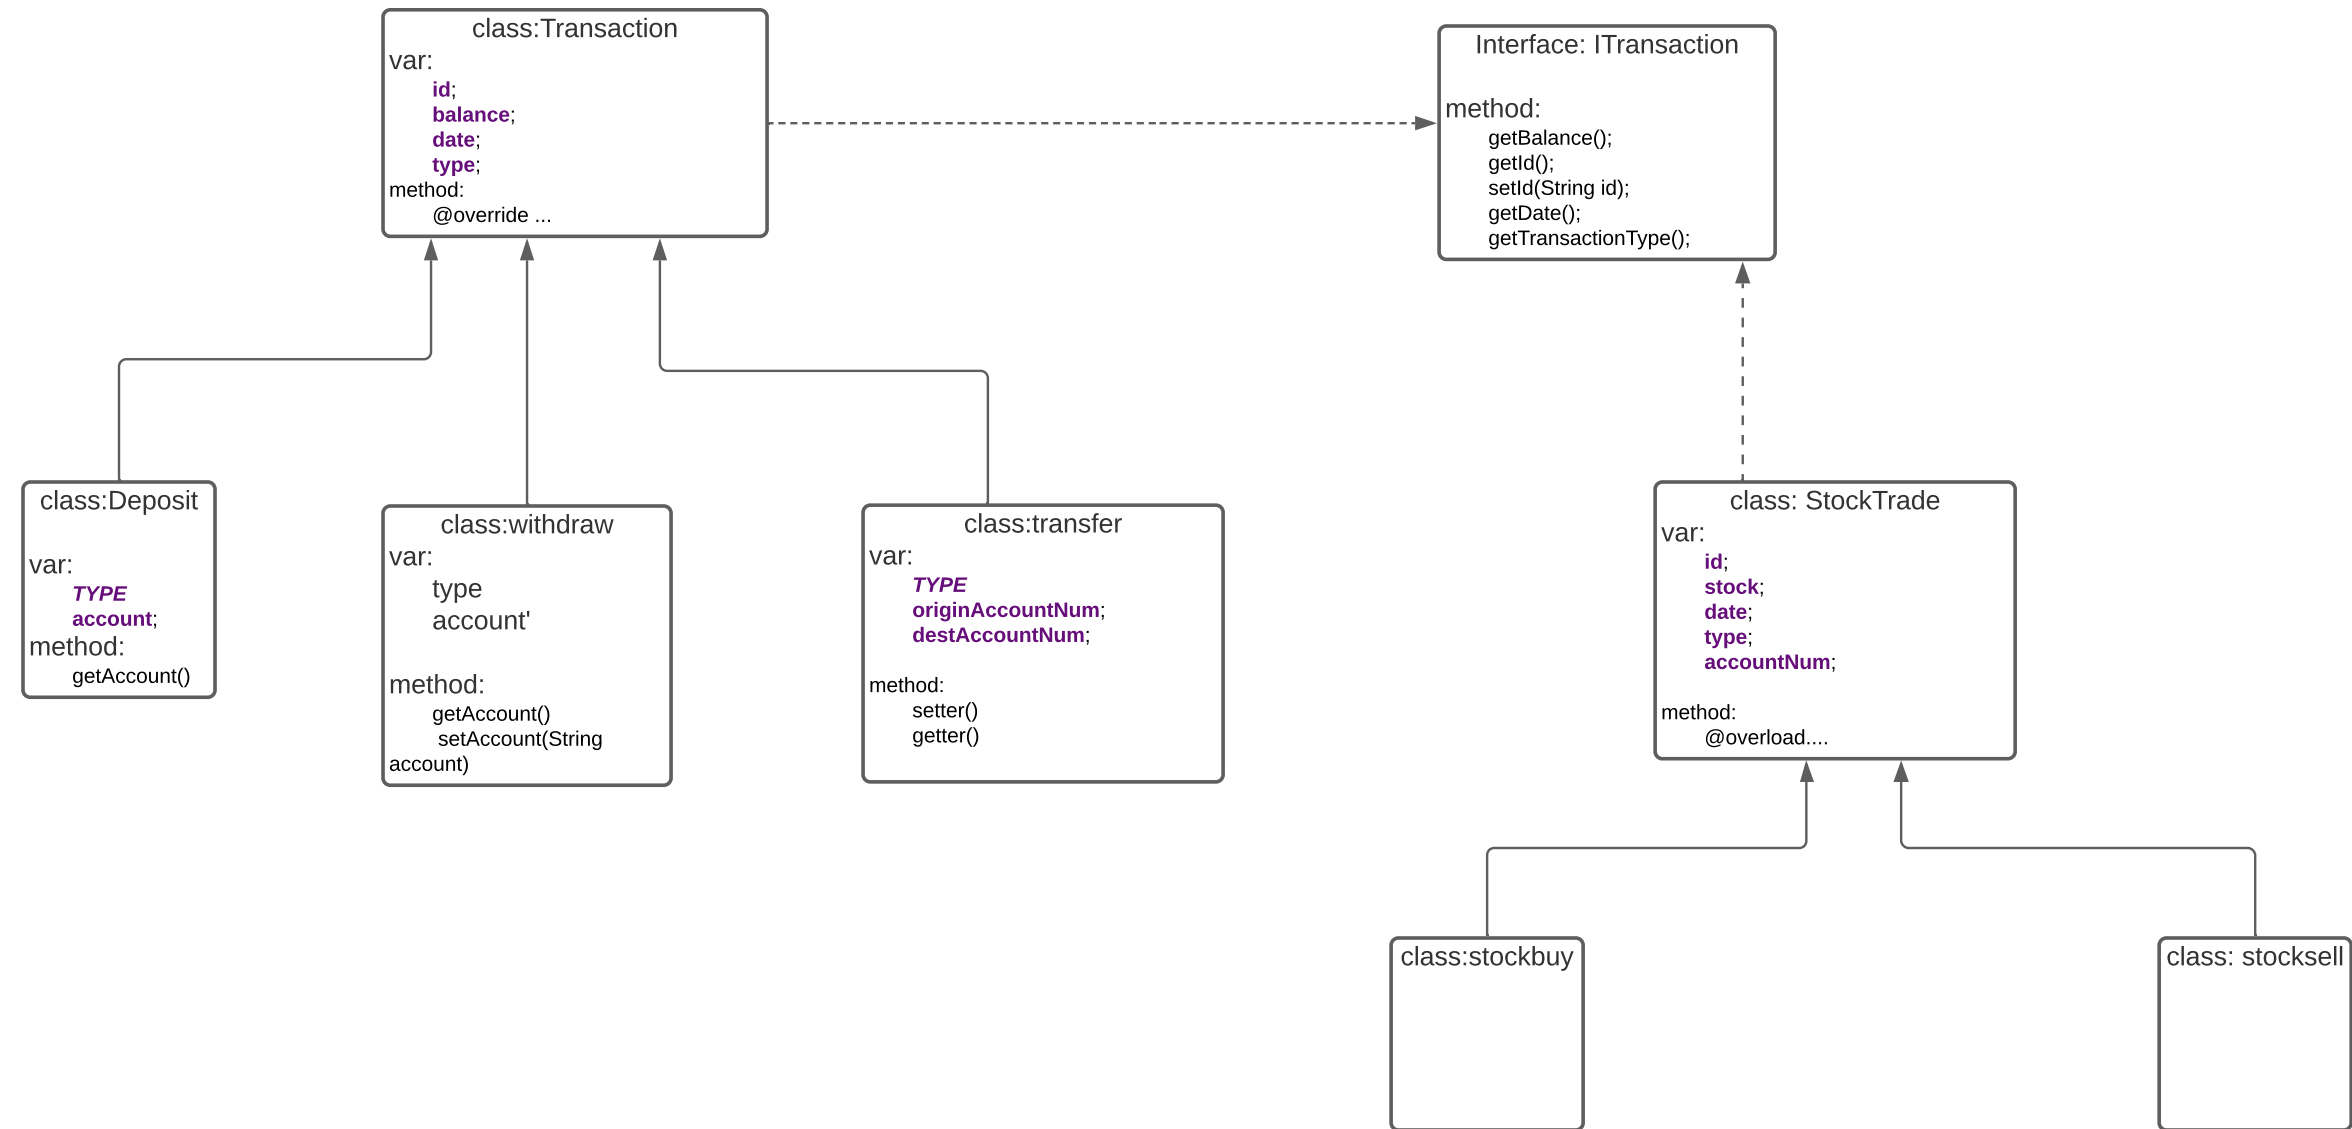 class:Transaction
var:
id;
balance;
date;
type;
method:
@override ...
Interface: ITransaction
method:
getBalance();
getId();
setId(String id);
getDate();
getTransactionType();
class:Deposit
var:
TYPE
account;
method:
getAccount()
class:withdraw
var:
type
account'
method:
getAccount()
setAccount(String
account)
class:transfer
var:
TYPE
originAccountNum;
destAccountNum;
method:
setter()
getter()
class: StockTrade
var:
id;
stock;
date;
type;
accountNum;
method:
@overload....
class:stockbuy
class: stocksell